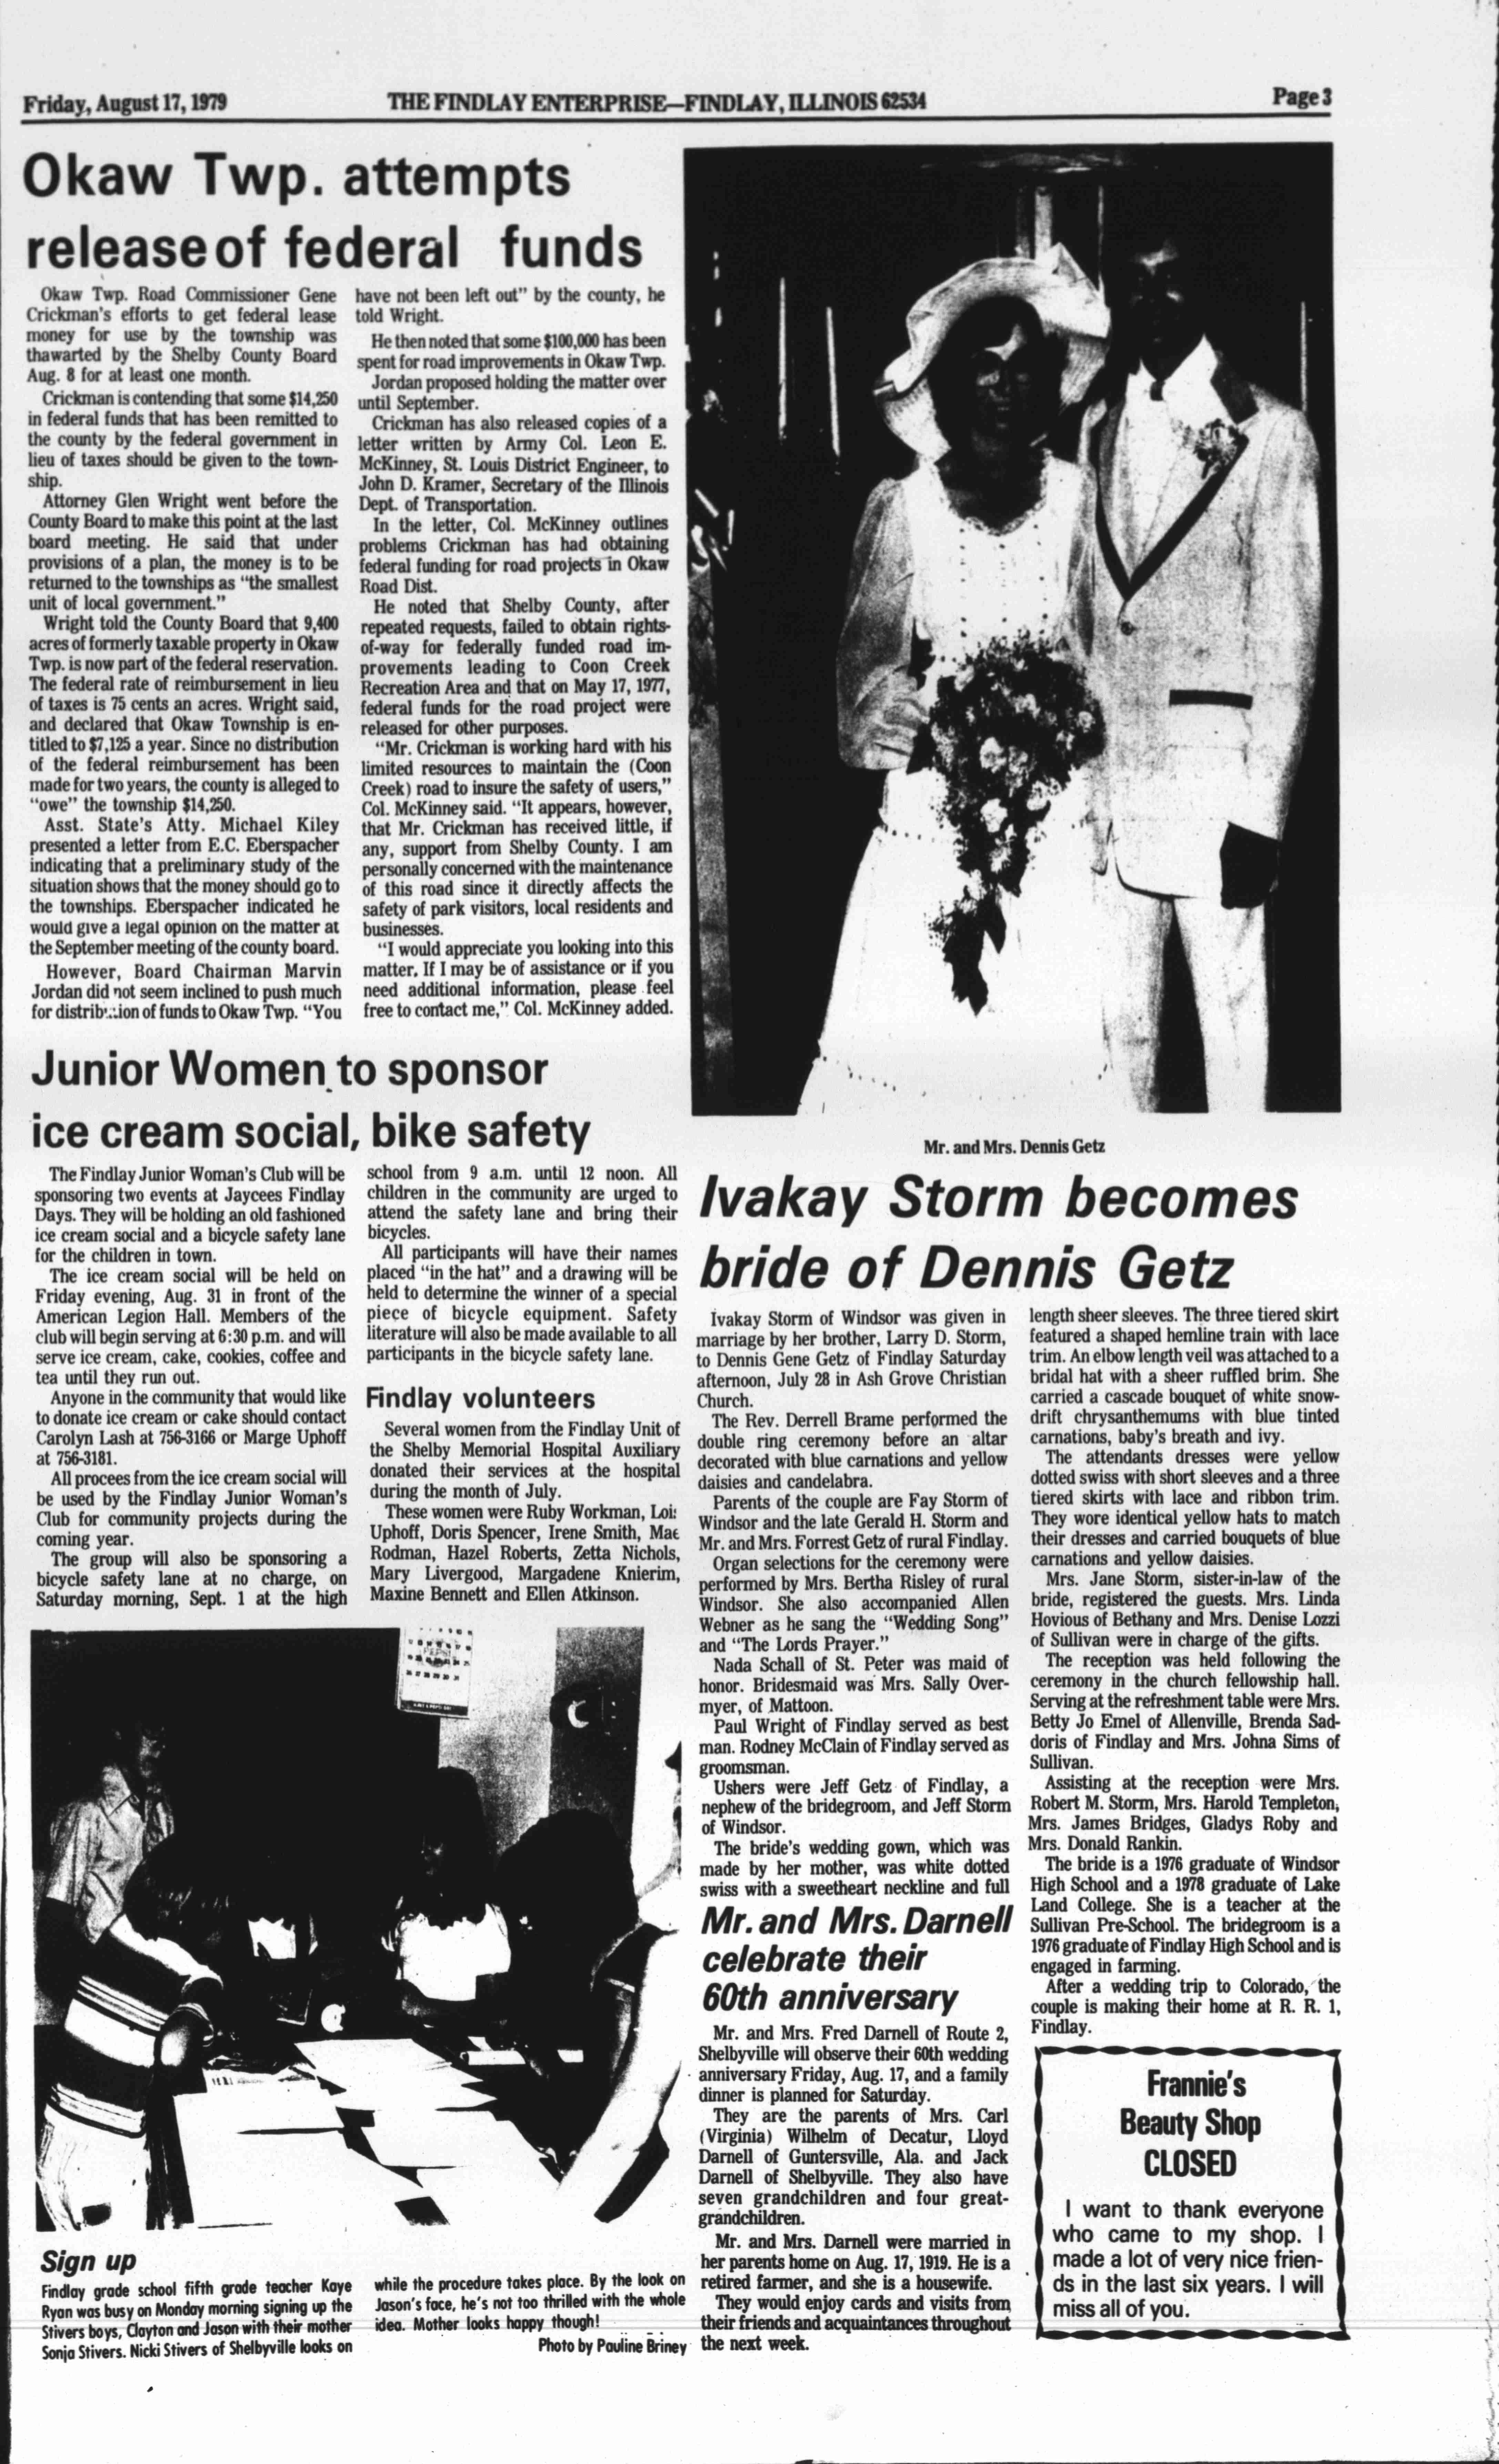 Friday, August 17, 1979
THE FINDLAY ENTERPRISE—FINDLAY, ILLINOIS 62534
Page 3
Okaw Twp. attempts
release of federal funds
Okaw Twp. Road Commissioner Gene
Crickman's efforts to get federal lease
money for use by the township was
thawarted by the Shelby County Board
Aug. 8 for at least one month.
Crickman is contending that some $14,250
in federal funds that has been remitted to
the county by the federal government in
lieu of taxes should be given to the town-
ship.
Attorney Glen Wright went before the
County Board to make this point at the last
board meeting. He said that under
provisions of a plan, the money is to be
returned to the townships as "the smallest
unit of local government."
Wright told the County Board that 9,400
acres of formerly taxable property in Okaw
Twp. is now part of the federal reservation.
The federal rate of reimbursement in lieu
of taxes is 75 cents an acres. Wright said,
and declared that Okaw Township is en-
titled to $7,125 a year. Since no distribution
of the federal reimbursement has been
made for two years, the county is alleged to
"owe" the township $14,250.
Asst. State's Atty. Michael Kiley
presented a letter from E.C. Eberspacher
indicating that a preliminary study of the
situation shows that the money should go to
the townships. Eberspacher indicated he
would give a legal opinion on the matter at
the September meeting of the county board.
However, Board Chairman Marvin
Jordan did not seem inclined to push much
for distribution of funds to Okaw Twp. "You
have not been left out" by the county, he
told Wright.
He then noted that some $100,000 has been
spent for road improvements in Okaw Twp.
Jordan proposed holding the matter over
until September.
Crickman has also released copies of a
letter written by Army Col. Leon E.
McKinney, St. Louis District Engineer, to
John D. Kramer, Secretary of the Illinois
Dept. of Transportation.
In the letter, Col. McKinney outlines
problems Crickman has had obtaining
federal funding for road projects in Okaw
Road Dist.
He noted that Shelby County, after
repeated requests, failed to obtain rights-
of-way for federally funded road im-
provements leading to Coon Creek
Recreation Area and that on May 17, 1977,
federal funds for the road project were
released for other purposes.
"Mr. Crickman is working hard with his
limited resources to maintain the (Coon
Creek) road to insure the safety of users,"
Col. McKinney said. "It appears, however,
that Mr. Crickman has received little, if
any, support from Shelby County. I am
personally concerned with the maintenance
of this road since it directly affects the
safety of park visitors, local residents and
businesses.
"I would appreciate you looking into this
matter. If I may be of assistance or if you
need additional information, please feel
free to contact me," Col. McKinney added.
Junior Women to sponsor
ice cream social, bike safety
The Findlay Junior Woman's Club will be
sponsoring two events at Jaycees Findlay
Days. They will be holding an old fashioned
ice cream social and a bicycle safety lane
for the children in town.
The ice cream social will be held on
Friday evening, Aug. 31 in front of the
American Legion Hall. Members of the
club will begin serving at 6:30 p.m. and will
serve ice cream, cake, cookies, coffee and
tea until they run out.
Anyone in the community that would like
to donate ice cream or cake should contact
Carolyn Lash at 756-3166 or Marge Uphoff
at 756-3181.
All procees from the ice cream social will
be used by the Findlay Junior Woman's
Club for community projects during the
coming year.
The group will also be sponsoring a
bicycle safety lane at no charge, on
Saturday morning, Sept. 1 at the high
school from 9 a.m. until 12 noon. All
children in the community are urged to
attend the safety lane and bring their
bicycles.
All participants will have their names
placed "in the hat" and a drawing will be
held to determine the winner of a special
piece of bicycle equipment. Safety
literature will also be made available to all
participants in the bicycle safety lane.
Findlay volunteers
Several women from the Findlay Unit of
the Shelby Memorial Hospital Auxiliary
donated their services at the hospital
during the month of July.
These women were Ruby Workman, Lois
Uphoff, Doris Spencer, Irene Smith, Mae
Rodman, Hazel Roberts, Zetta Nichols,
Mary Livergood, Margadene Knierim,
Maxine Bennett and Ellen Atkinson.
Sign up
Findlay grade school fifth grade teacher Kaye
Ryan was busy on Monday morning signing up the
Stivers boys, Clayton and Jason with their mother
Sonja Stivers. Nicki Stivers of Shelbyville looks on
while the procedure takes place. By the look on
Jason's face, he's not too thrilled with the whole
idea. Mother looks happy though!
Photo by Pauline Briney
Mr. and Mrs. Dennis Getz
Ivakay Storm becomes
bride of Dennis Getz
Ivakay Storm of Windsor was given in
marriage by her brother, Larry D. Storm,
to Dennis Gene Getz of Findlay Saturday
afternoon, July 28 in Ash Grove Christian
Church.
The Rev. Derrell Brame performed the
double ring ceremony before an altar
decorated with blue carnations and yellow
daisies and candelabra.
Parents of the couple are Fay Storm of
Windsor and the late Gerald H. Storm and
Mr. and Mrs. Forrest Getz of rural Findlay.
Organ selections for the ceremony were
performed by Mrs. Bertha Risley of rural
Windsor. She also accompanied Allen
Webner as he sang the "Wedding Song"
and "The Lords Prayer."
Nada Schall of St. Peter was maid of
honor. Bridesmaid was Mrs. Sally Over-
myer, of Mattoon.
Paul Wright of Findlay served as best
man. Rodney McClain of Findlay served as
groomsman.
Ushers were Jeff Getz of Findlay, a
nephew of the bridegroom, and Jeff Storm
of Windsor.
The bride's wedding gown, which was
made by her mother, was white dotted
swiss with a sweetheart neckline and full
length sheer sleeves. The three tiered skirt
featured a shaped hemline train with lace
trim. An elbow length veil was attached to a
bridal hat with a sheer ruffled brim. She
carried a cascade bouquet of white snow-
drift chrysanthemums with blue tinted
carnations, baby's breath and ivy.
The attendants dresses were yellow
dotted swiss with short sleeves and a three
tiered skirts with lace and ribbon trim.
They wore identical yellow hats to match
their dresses and carried bouquets of blue
carnations and yellow daisies.
Mrs. Jane Storm, sister-in-law of the
bride, registered the guests. Mrs. Linda
Hovious of Bethany and Mrs. Denise Lozzi
of Sullivan were in charge of the gifts.
The reception was held following the
ceremony in the church fellowship hall.
Serving at the refreshment table were Mrs.
Betty Jo Emel of Allenville, Brenda Sad-
doris of Findlay and Mrs. Johna Sims of
Sullivan.
Assisting at the reception were Mrs.
Robert M. Storm, Mrs. Harold Templeton,
Mrs. James Bridges, Gladys Roby and
Mrs. Donald Rankin.
The bride is a 1976 graduate of Windsor
High School and a 1978 graduate of Lake
Land College. She is a teacher at the
Sullivan Pre-School. The bridegroom is a
1976 graduate of Findlay High School and is
engaged in farming.
After a wedding trip to Colorado, the
couple is making their home at R. R. 1,
Findlay.
Mr. and Mrs. Darnell
celebrate their
60th anniversary
Mr. and Mrs. Fred Darnell of Route 2,
Shelbyville will observe their 60th wedding
anniversary Friday, Aug. 17, and a family
dinner is planned for Saturday.
They are the parents of Mrs. Carl
(Virginia) Wilhelm of Decatur, Lloyd
Darnell of Guntersville, Ala. and Jack
Darnell of Shelbyville. They also have
seven grandchildren and four great-
grandchildren.
Mr. and Mrs. Darnell were married in
her parents home on Aug. 17, 1919. He is a
retired farmer, and she is a housewife.
They would enjoy cards and visits from
their friends and acquaintances throughout
the next week.
Frannie's
Beauty Shop
CLOSED
I want to thank everyone
who came to my shop. I
made a lot of very nice frien-
ds in the last six years. I will
miss all of you.